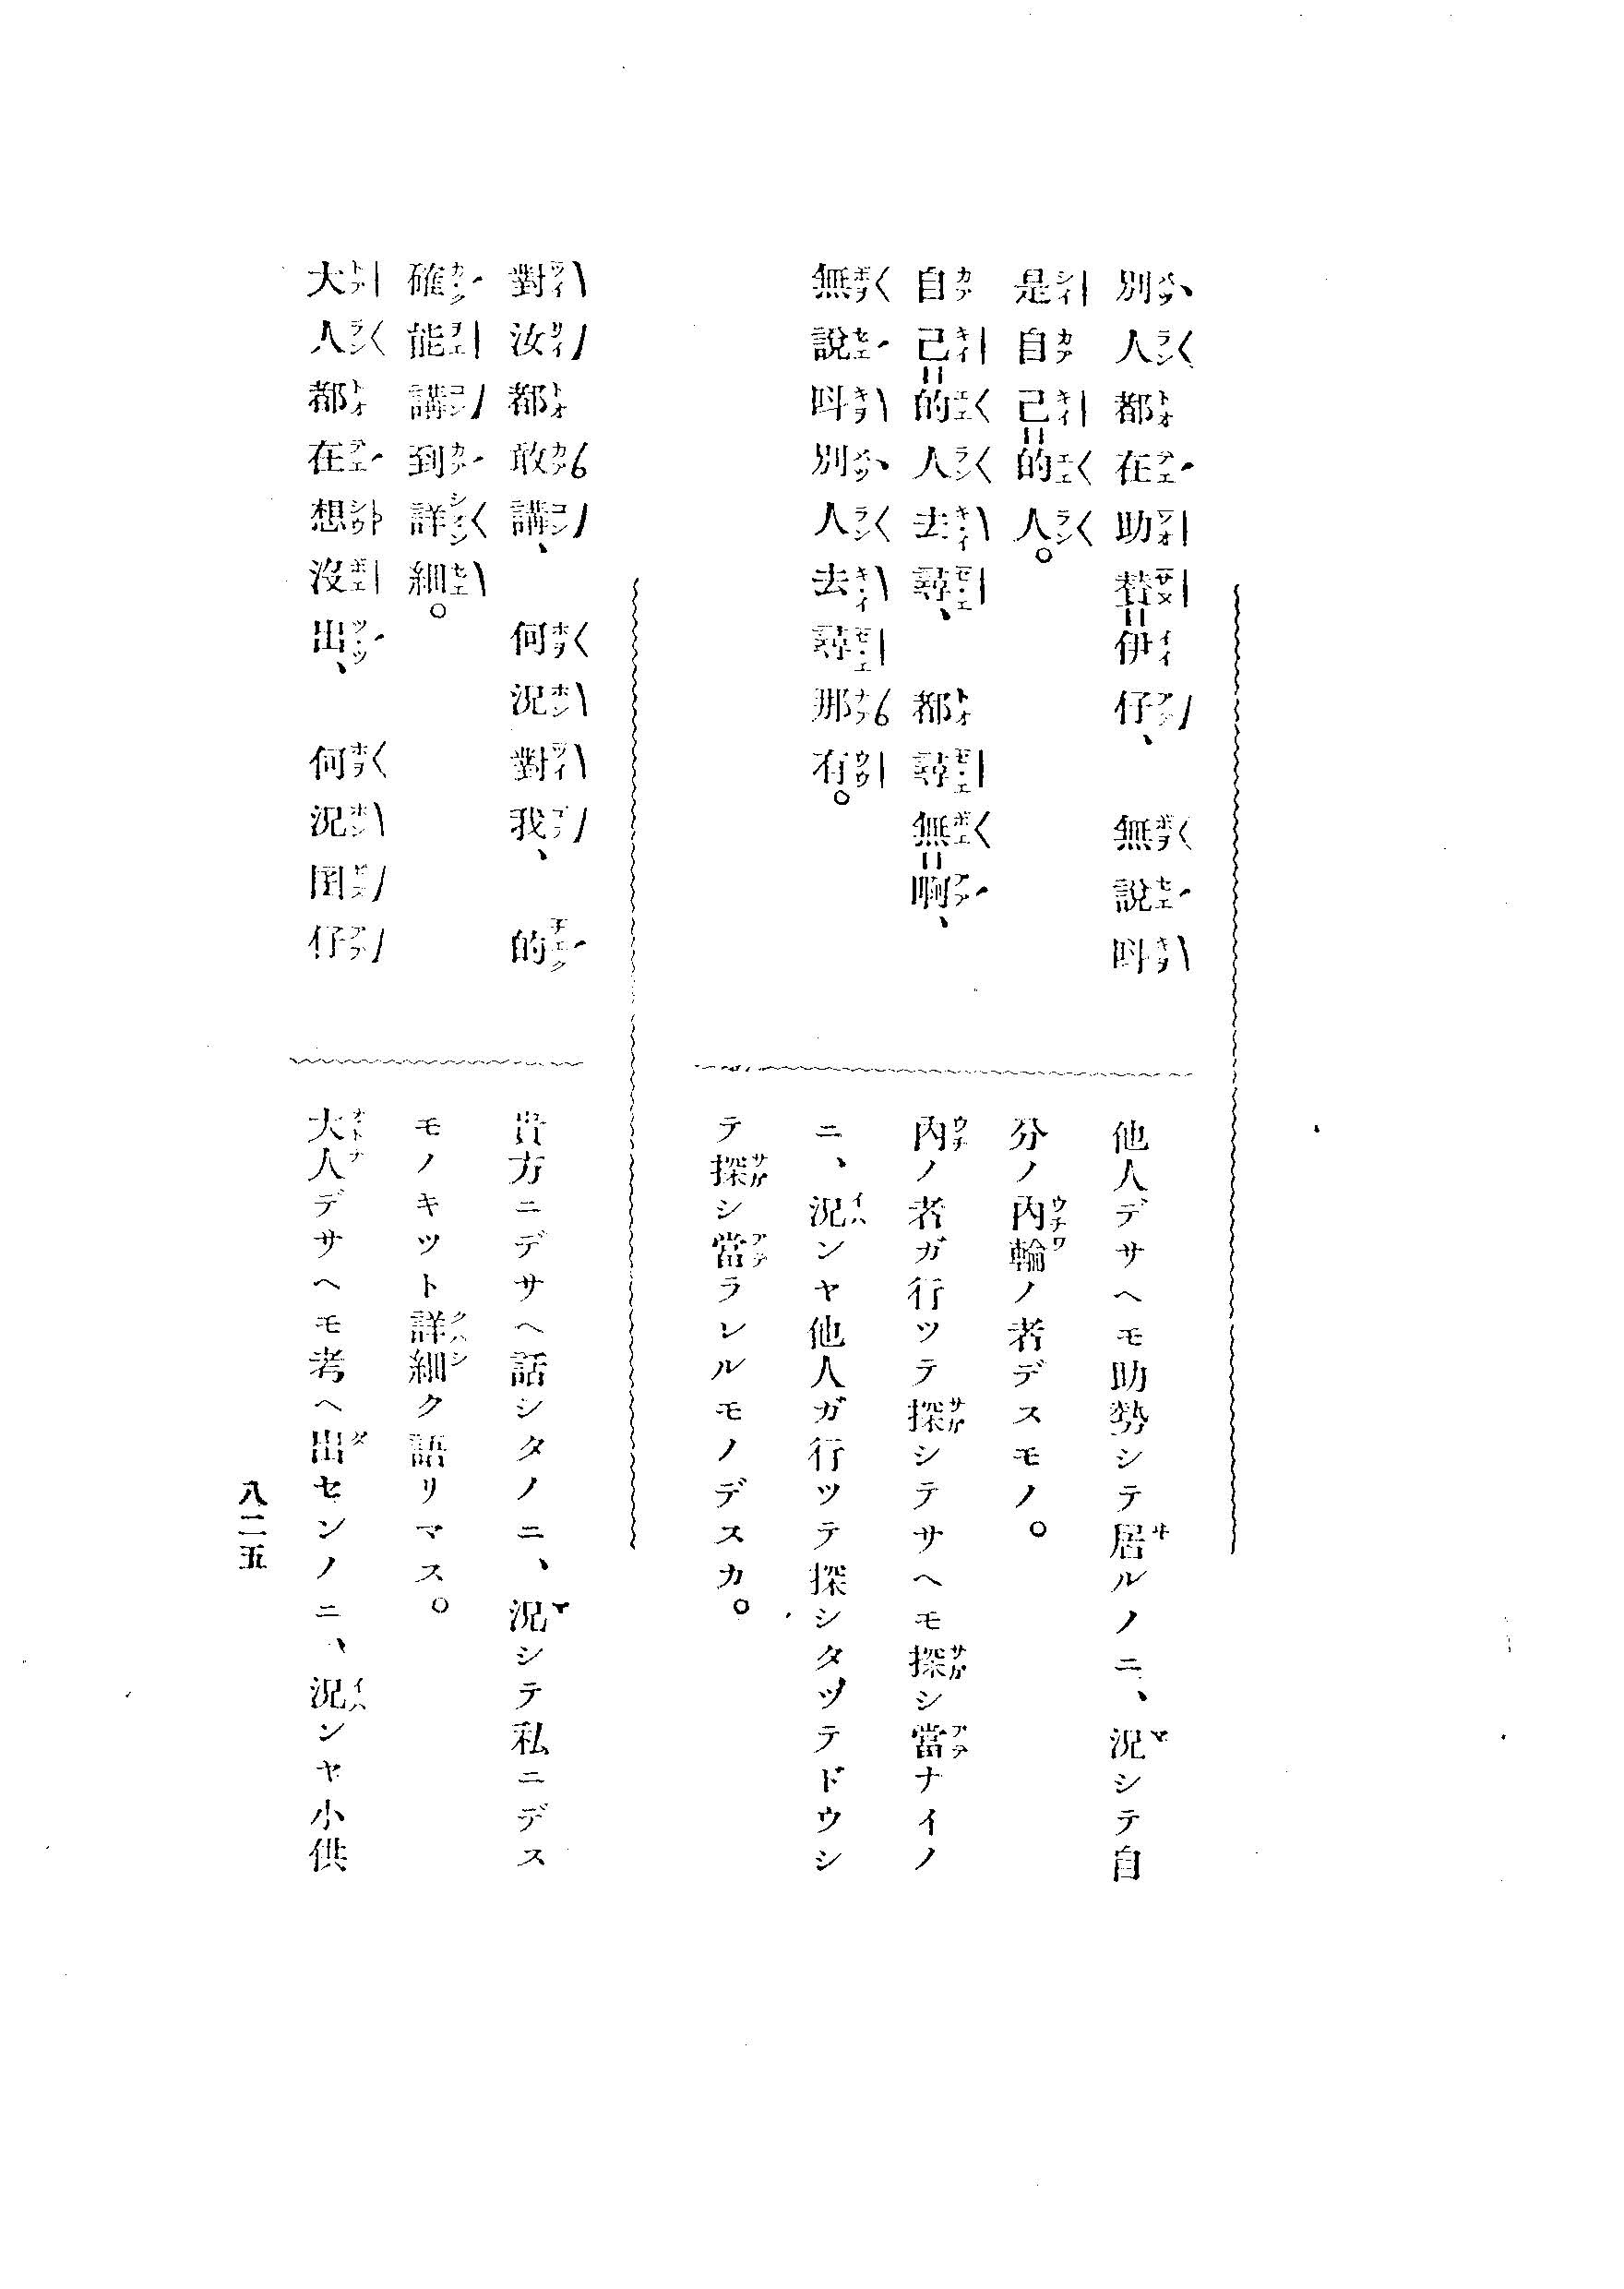 別人都在助贊伊仔、無說呌
是自己的人。
自己的人去尋、都尋無啊、
無說呌別人去尋那有。
他人デサヘモ助勢シテ居ルノニ、況シテ自
分ノ內輪ノ者デスモノ。
內ノ者ガ行ツテ探シテサヘモ探シ當ナイノ
ニ、況ンヤ他人ガ行ツテ探シタツテドウシ
テ探シ當ラレルモノデスカ。
對汝都敢講、何況對我、的
確能講到詳細。
大人都在想沒出、何況囝仔
貴方ニデサヘ話シタノニ、況シテ私ニデス
モノキツト詳細ク語リマス。
大人デサヘモ考ヘ出センノニ、況ンヤ小供
八二五